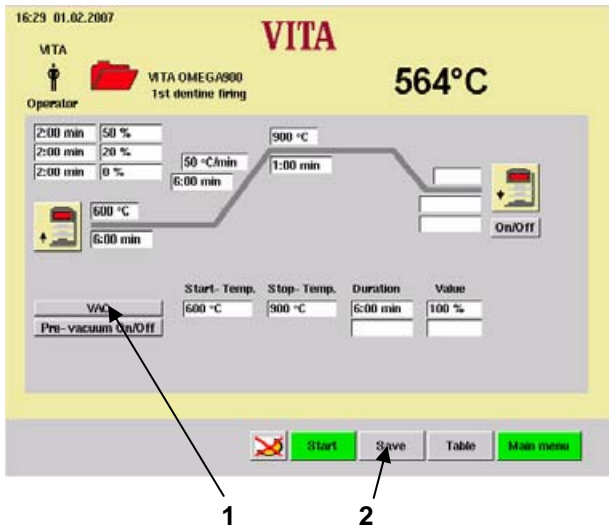 16:29 01.02.2007
VITA
VITA
Operator
VITA OMEGA900
1st dentine firing
564°C
2:00 min 50 %
2:00 min 20 %
2:00 min 0 %
50 °C/min
6:00 min
900 °C
1:00 min
600 °C
6:00 min
On/Off
Start-Temp. Stop-Temp. Duration Value
VAC 600 °C 900 °C 6:00 min 100 %
Pre-vacuum On/Off
Start Save Table Main menu
1 2